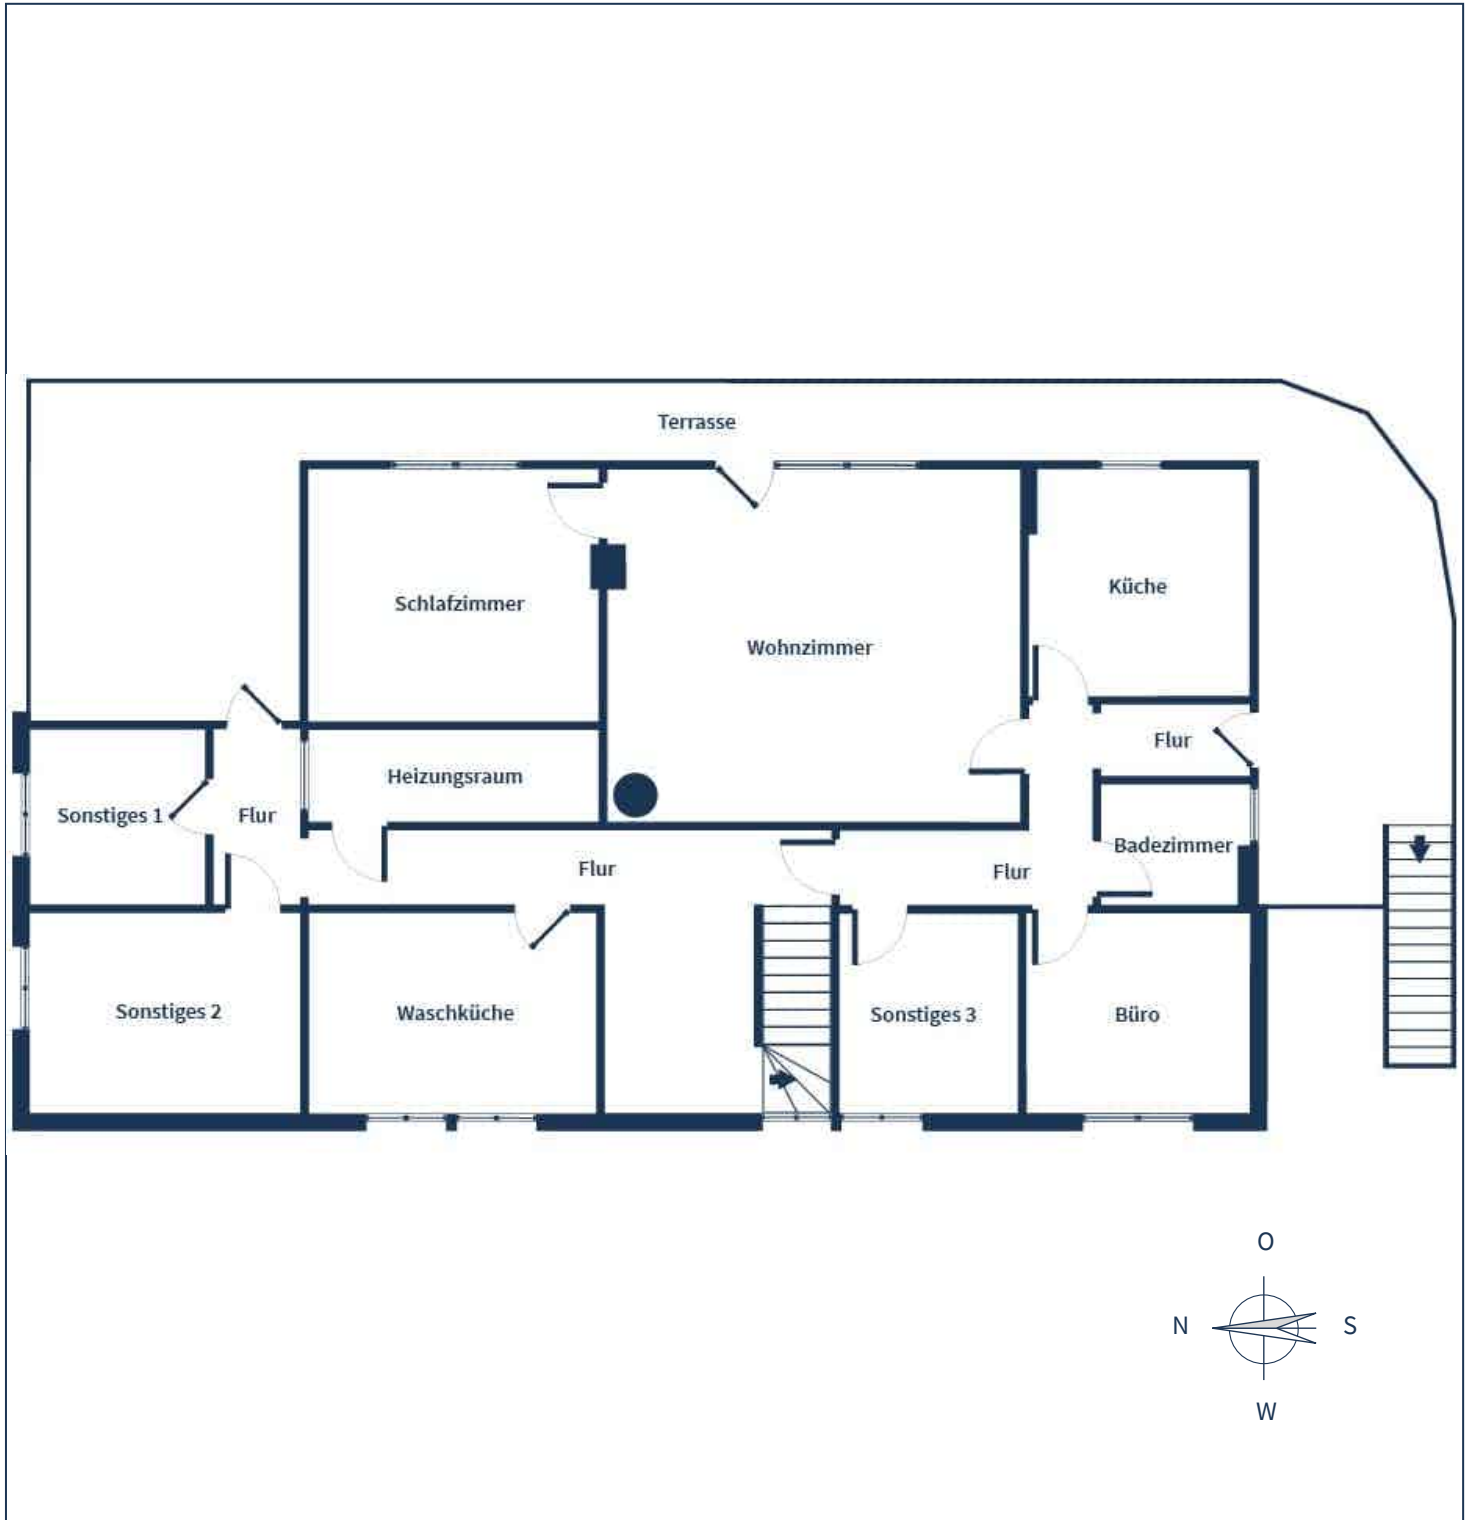 Terrasse
Schlafzimmer
Küche
Wohnzimmer
Flur
Heizungsraum
Sonstiges 1
Flur
Badezimmer
Flur
Flur
Sonstiges 2
Waschküche
Sonstiges 3
Büro
O
N
S
W